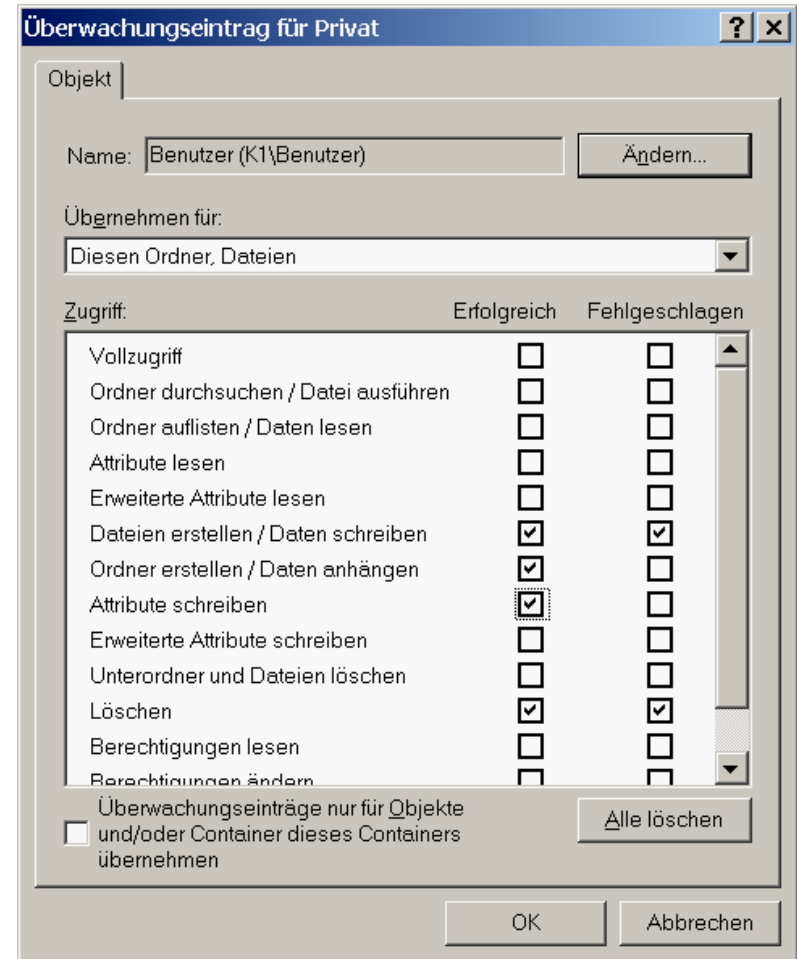 Überwachungseintrag für Privat
Objekt
Name: Benutzer (K1\Benutzer) Ändern...
Übernehmen für:
Diesen Ordner, Dateien
Zugriff: Erfolgreich Fehlgeschlagen
Vollzugriff
Ordner durchsuchen / Datei ausführen
Ordner auflisten / Daten lesen
Attribute lesen
Erweiterte Attribute lesen
Dateien erstellen / Daten schreiben
Ordner erstellen / Daten anhängen
Attribute schreiben
Erweiterte Attribute schreiben
Unterordner und Dateien löschen
Löschen
Berechtigungen lesen
Berechtigungen ändern
Überwachungseinträge nur für Objekte
und/oder Container dieses Containers
übernehmen
Alle löschen
OK Abbrechen